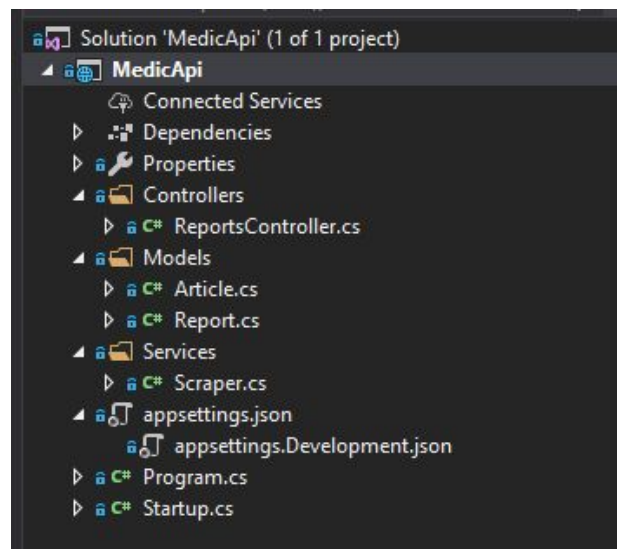 Solution 'MedicApi' (1 of 1 project)
MedicApi
Connected Services
Dependencies
Properties
Controllers
C# ReportsController.cs
Models
C# Article.cs
C# Report.cs
Services
C# Scraper.cs
appsettings.json
appsettings.Development.json
C# Program.cs
C# Startup.cs